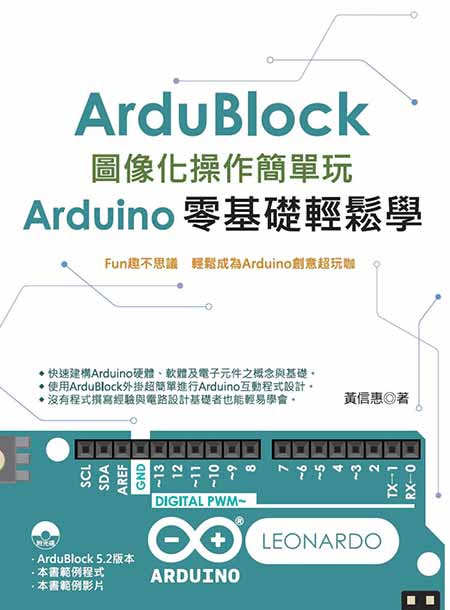 ArduBlock
圖像化操作簡單玩
Arduino 零基礎輕鬆學
Fun趣不思議 輕鬆成為Arduino創意超玩咖
◆ 快速建構Arduino硬體、軟體及電子元件之概念與基礎。
◆ 使用ArduBlock外掛超簡單進行Arduino互動程式設計。
◆ 沒有程式撰寫經驗與電路設計基礎者也能輕易學會。
黃信惠◎著
SCL SDA AREF GND ~13 12 ~11 ~10 ~9 8 7 ~6 ~5 4 ~3 2 TX→1 RX←0
DIGITAL PWM~
附光碟
· ArduBlock 5.2版本
· 本書範例程式
· 本書範例影片
®
ARDUINO
LEONARDO